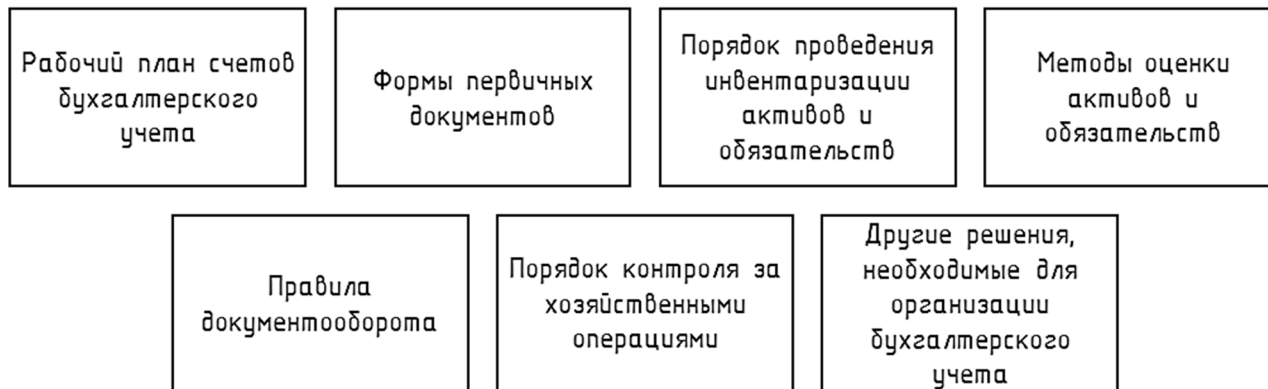 Рабочий план счетов
бухгалтерского
учета
Формы первичных
документов
Порядок проведения
инвентаризации
активов и
обязательств
Методы оценки
активов и
обязательств
Правила
документооборота
Порядок контроля за
хозяйственными
операциями
Другие решения,
необходимые для
организации
бухгалтерского
учета